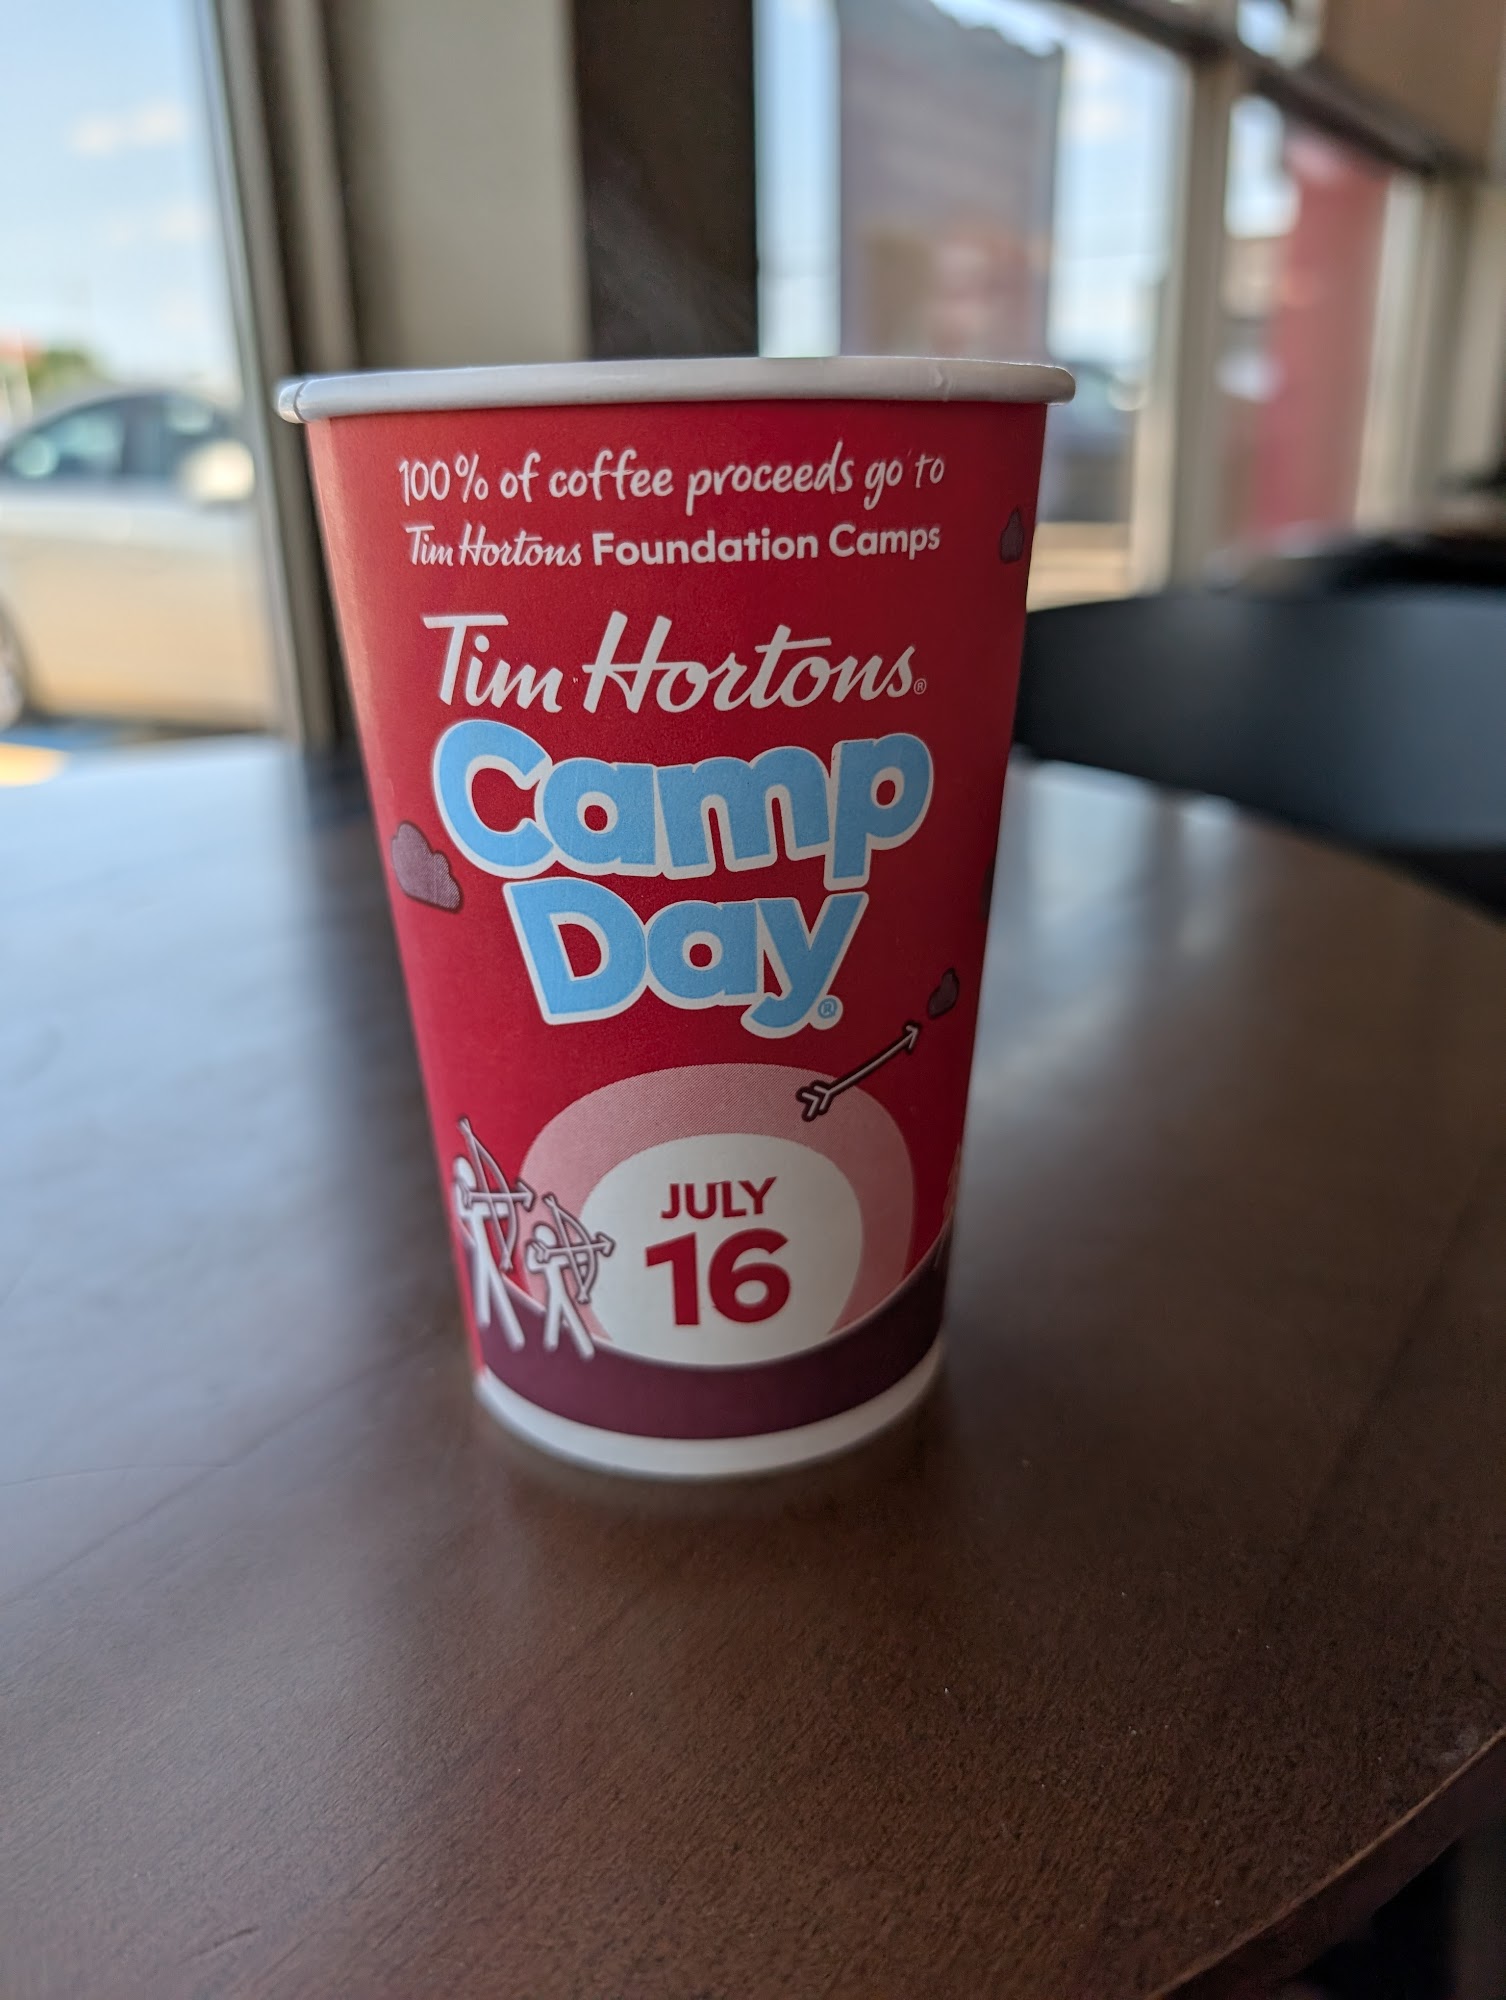 100% of coffee proceeds go to
Tim Hortons Foundation Camps
Tim Hortons®
Camp
Day®
JULY
16